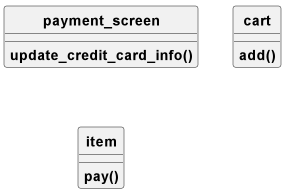 payment_screen
update_credit_card_info()
cart
add()
item
pay()